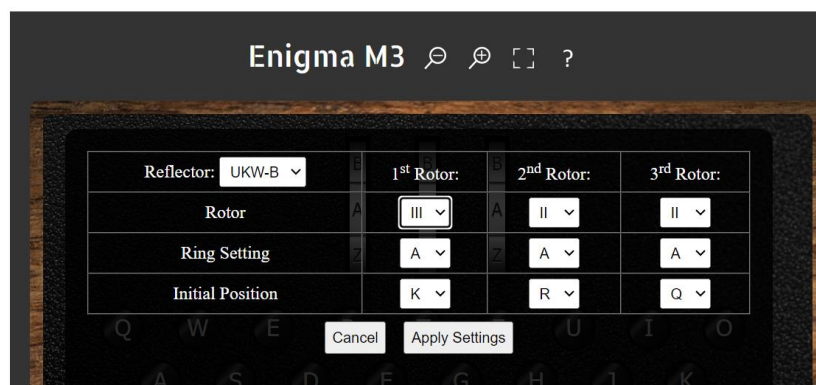 Enigma M3 ?
Reflector: UKW-B 1st Rotor: 2nd Rotor: 3rd Rotor:
Rotor III II II
Ring Setting A A A
Initial Position K R Q
Cancel Apply Settings
Q W E U I O
A S D F G H J K